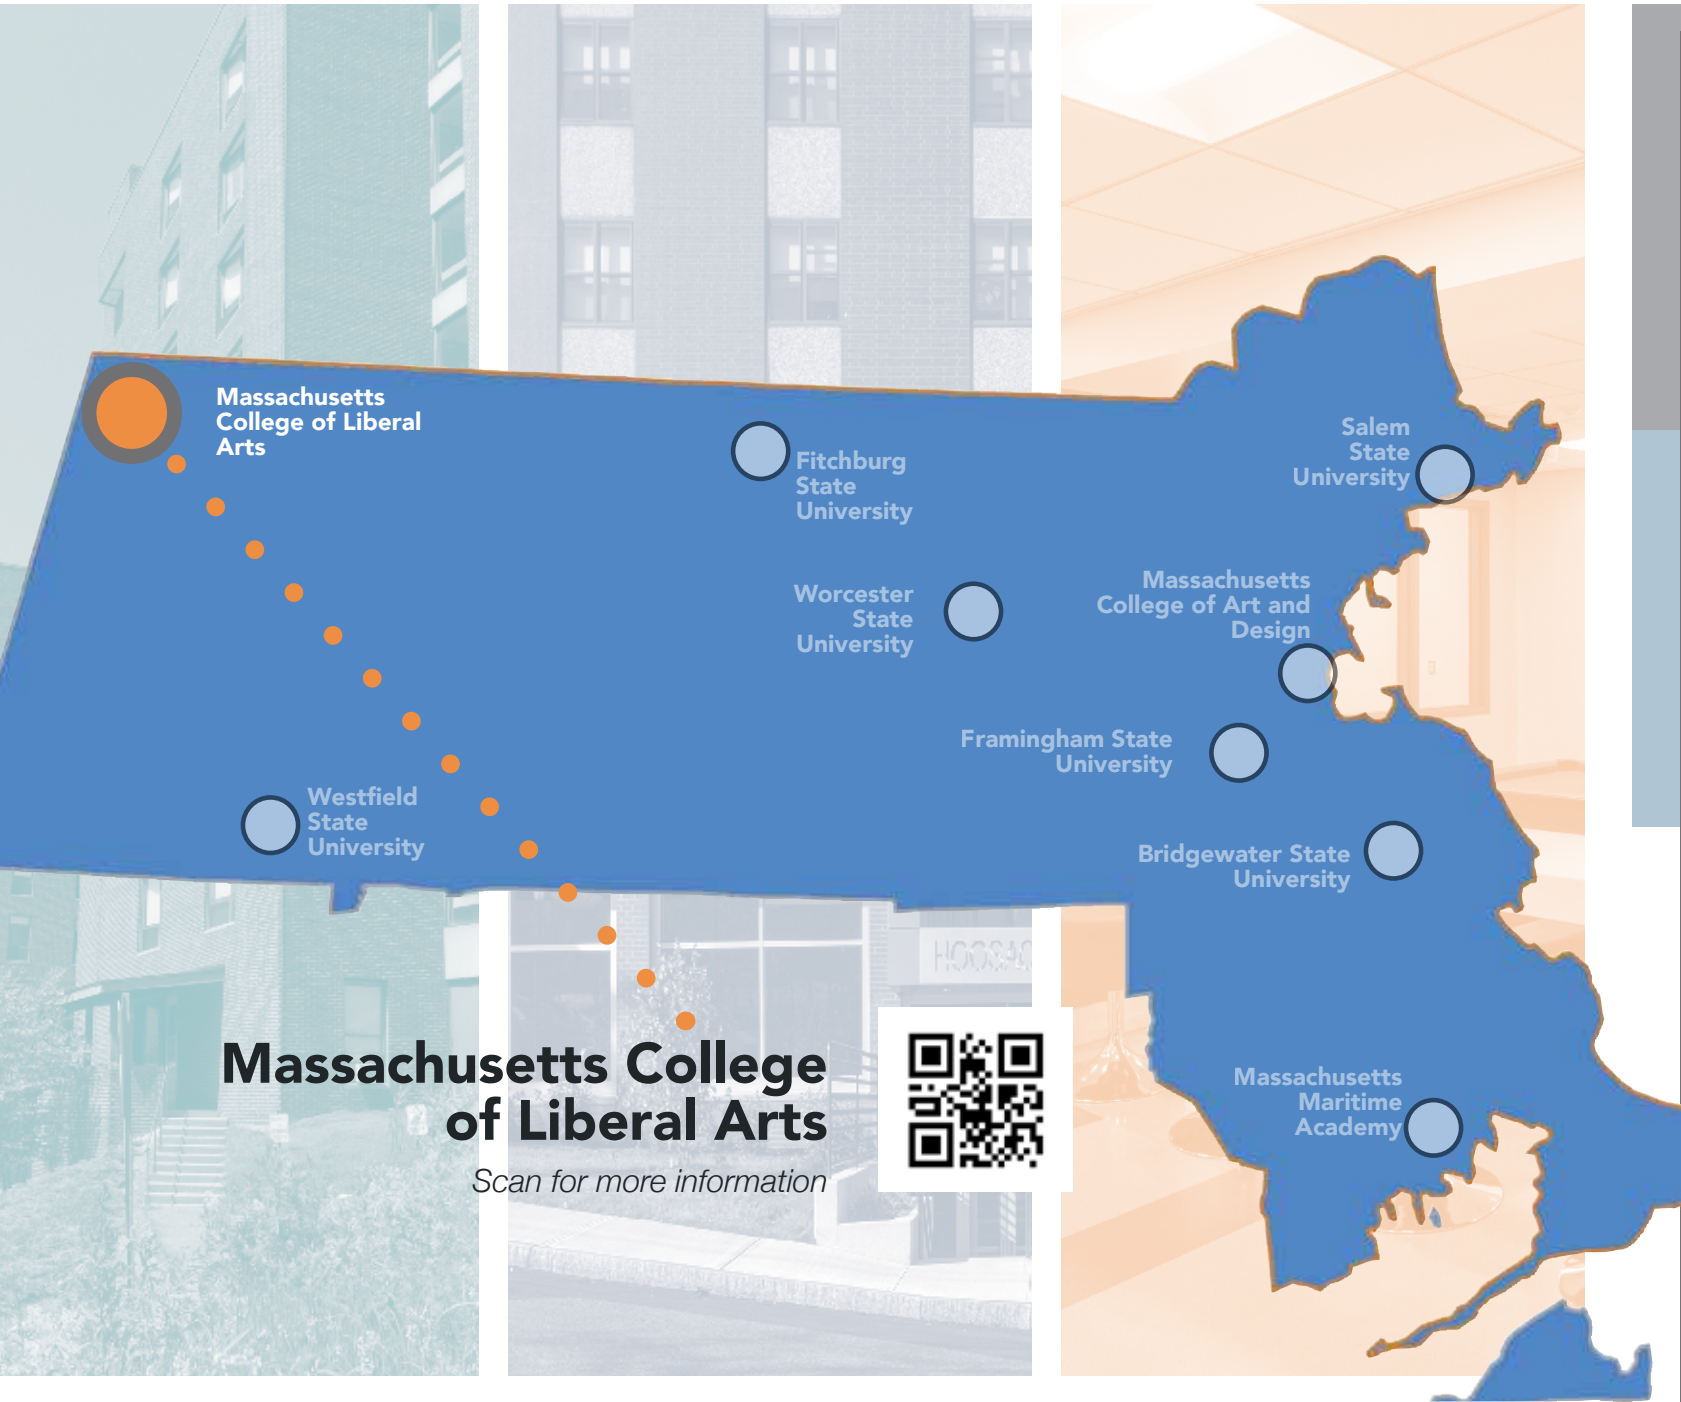 Massachusetts
College of Liberal
Arts
Fitchburg
State
University
Salem
State
University
Worcester
State
University
Massachusetts
College of Art and
Design
Framingham State
University
Westfield
State
University
Bridgewater State
University
HOOSAC
Massachusetts College
of Liberal Arts
Scan for more information
Massachusetts
Maritime
Academy